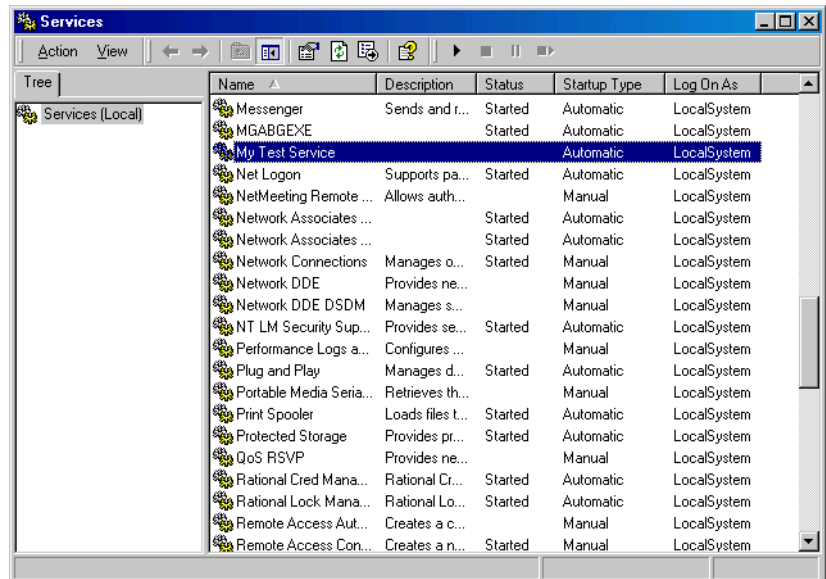 Services
Action View
Tree
Services (Local)
Name Description Status Startup Type Log On As
Messenger Sends and r... Started Automatic LocalSystem
MGABGEXE Started Automatic LocalSystem
My Test Service Automatic LocalSystem
Net Logon Supports pa... Started Automatic LocalSystem
NetMeeting Remote ... Allows auth... Manual LocalSystem
Network Associates ... Started Automatic LocalSystem
Network Associates ... Started Automatic LocalSystem
Network Connections Manages o... Started Manual LocalSystem
Network DDE Provides ne... Manual LocalSystem
Network DDE DSDM Manages s... Manual LocalSystem
NT LM Security Sup... Provides se... Started Automatic LocalSystem
Performance Logs a... Configures ... Manual LocalSystem
Plug and Play Manages d... Started Automatic LocalSystem
Portable Media Seria... Retrieves th... Manual LocalSystem
Print Spooler Loads files t... Started Automatic LocalSystem
Protected Storage Provides pr... Started Automatic LocalSystem
QoS RSVP Provides ne... Manual LocalSystem
Rational Cred Mana... Rational Cr... Started Automatic LocalSystem
Rational Lock Mana... Rational Lo... Started Automatic LocalSystem
Remote Access Aut... Creates a c... Manual LocalSystem
Remote Access Con... Creates a n... Started Manual LocalSystem